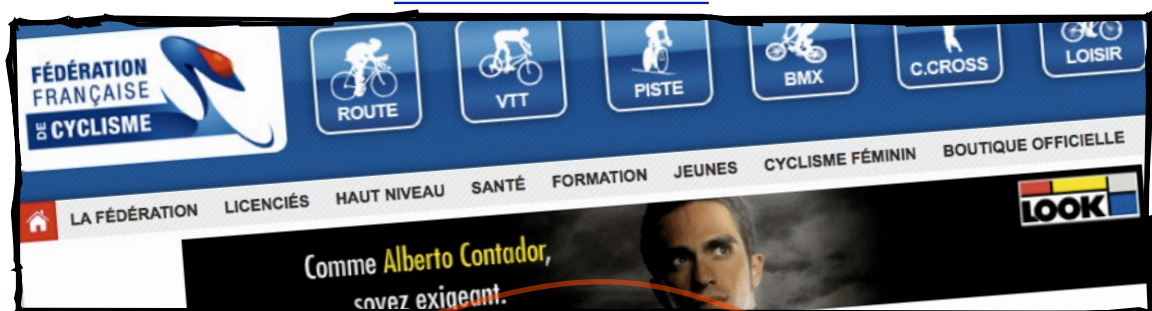 FÉDÉRATION
FRANÇAISE
DE CYCLISME
ROUTE
VTT
PISTE
BMX
C.CROSS
LOISIR
LA FÉDÉRATION LICENCIÉS HAUT NIVEAU SANTÉ FORMATION JEUNES CYCLISME FÉMININ BOUTIQUE OFFICIELLE
LOOK
Comme Alberto Contador,
soyez exigeant.